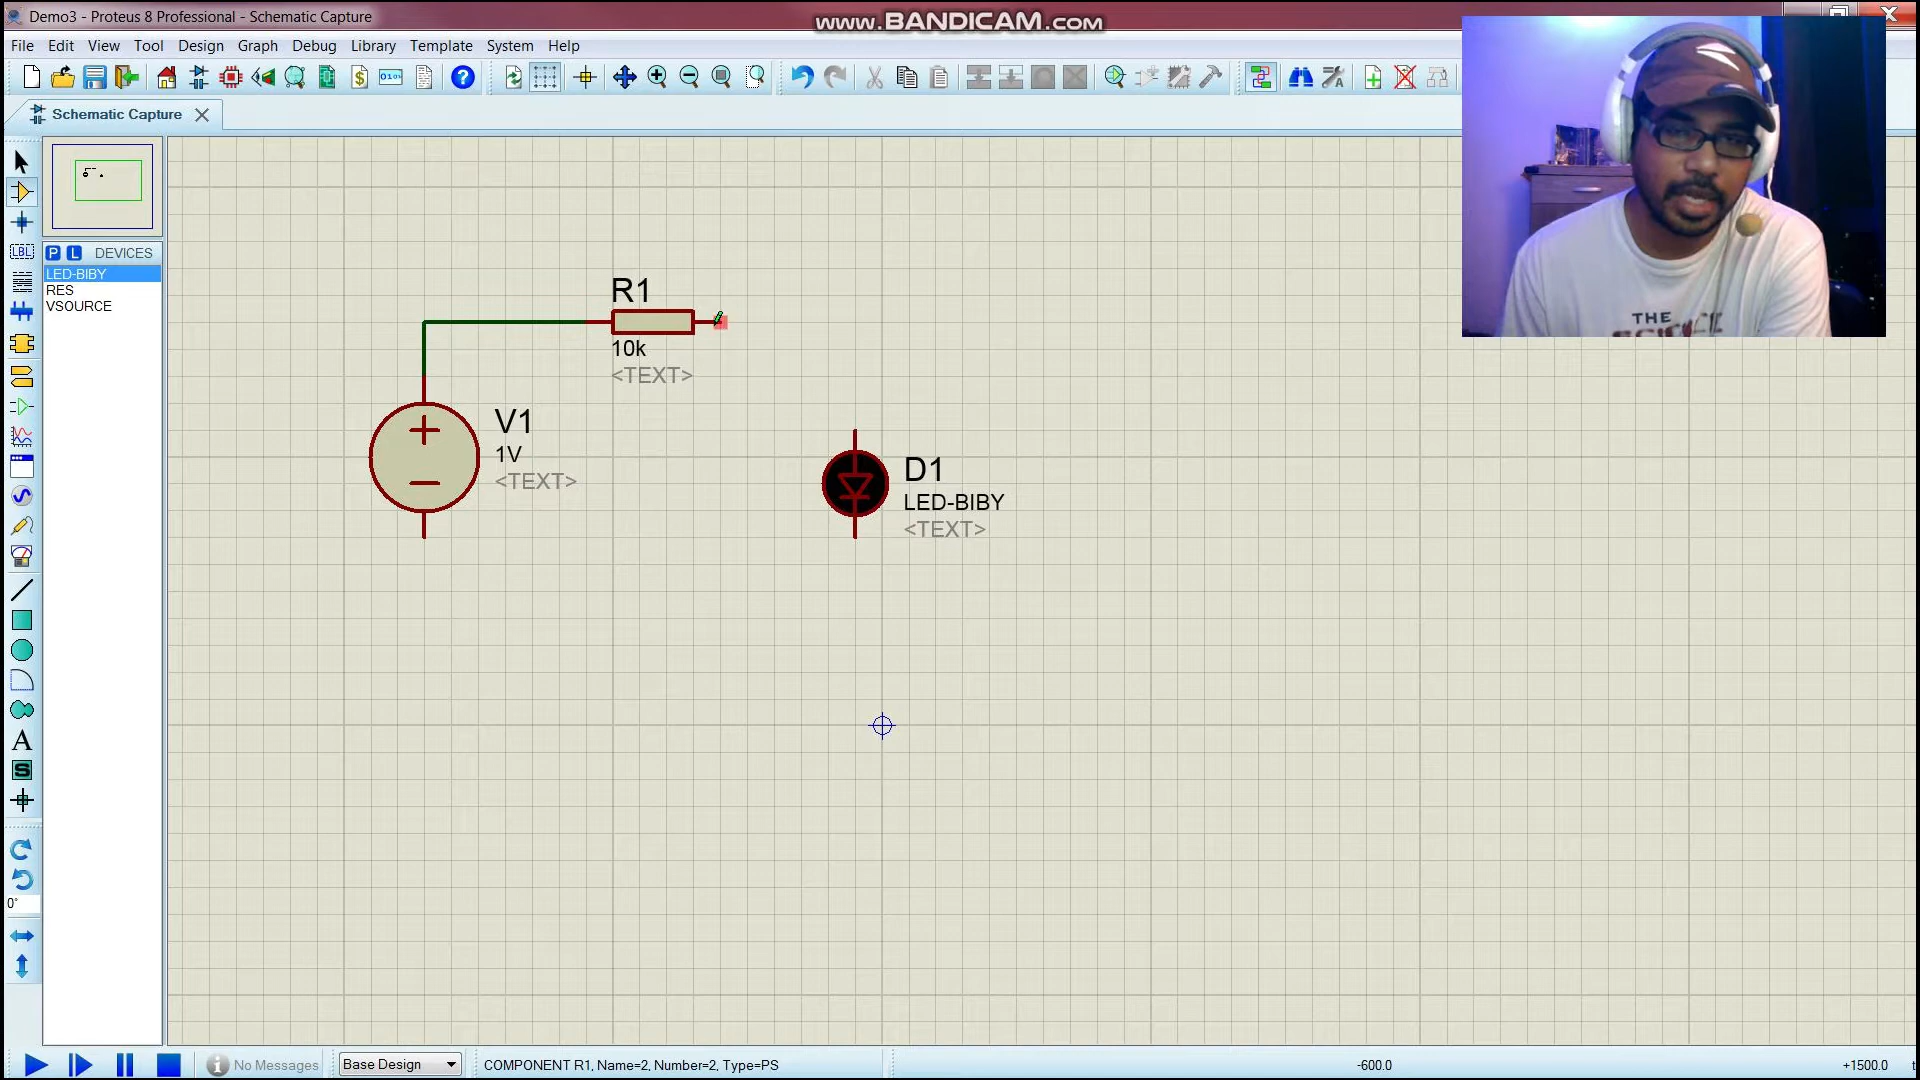 Demo3 - Proteus 8 Professional - Schematic Capture
www.BANDICAM.com
File Edit View Tool Design Graph Debug Library Template System Help
$
0101
?
Schematic Capture
LBL
P L DEVICES
LED-BIBY
RES
VSOURCE
R1
10k
<TEXT>
V1
1V
<TEXT>
D1
LED-BIBY
<TEXT>
THE
A
S
0°
No Messages
Base Design
COMPONENT R1, Name=2, Number=2, Type=PS
-600.0
+1500.0